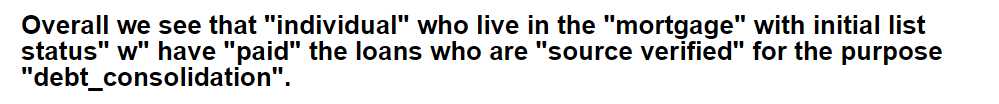 Overall we see that "individual" who live in the "mortgage" with initial list
status" w" have "paid" the loans who are "source verified" for the purpose
"debt_consolidation".